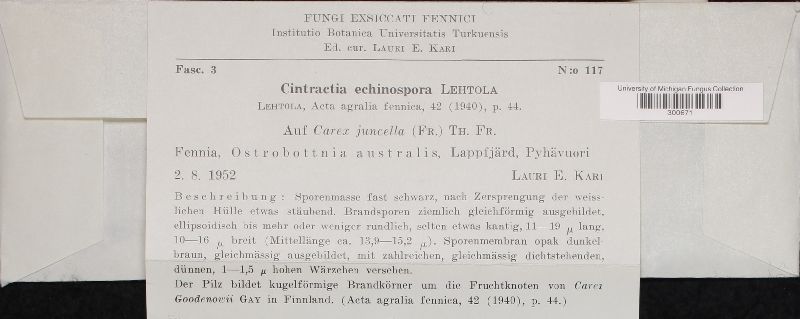 FUNGI EXSICCATI FENNICI
Institutio Botanica Universitatis Turkuensis
Ed. cur. LAURI E. KARI
Fasc. 3 N:o 117
Cintractia echinospora LEHTOLA
LEHTOLA, Acta agralia fennica, 42 (1940), p. 44.
University of Michigan Fungus Collection
300671
Auf Carex juncella (FR.) TH. FR.
Fennia, Ostrobottnia australis, Lappfjärd, Pyhävuori
2. 8. 1952 LAURI E. KARI
Beschreibung: Sporenmasse fast schwarz, nach Zersprengung der weiss-
lichen Hülle etwas stäubend. Brandsporen ziemlich gleichförmig ausgebildet,
ellipsoidisch bis mehr oder weniger rundlich, selten etwas kantig, 11—19 μ lang,
10—16 μ breit (Mittellänge ca. 13,9—15,2 μ). Sporenmembran opak dunkel-
braun, gleichmässig ausgebildet, mit zahlreichen, gleichmässig dichtstehenden,
dünnen, 1—1,5 μ hohen Wärzchen versehen.
Der Pilz bildet kugelförmige Brandkörner um die Fruchtknoten von Carex
Goodenowii GAY in Finnland. (Acta agralia fennica, 42 (1940), p. 44.)